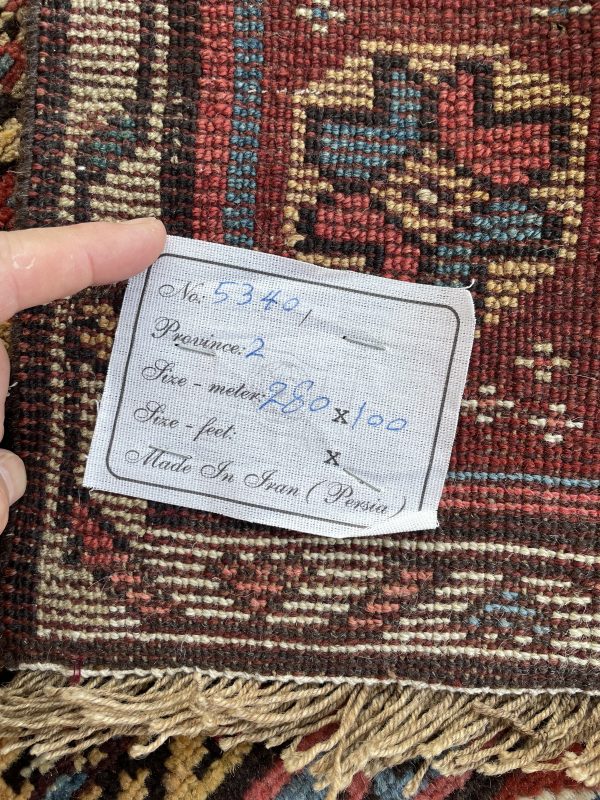 No: 5340/
Province: 2
Size - meter: 280 x 100
Size - feet: x
Made In Iran (Persia)